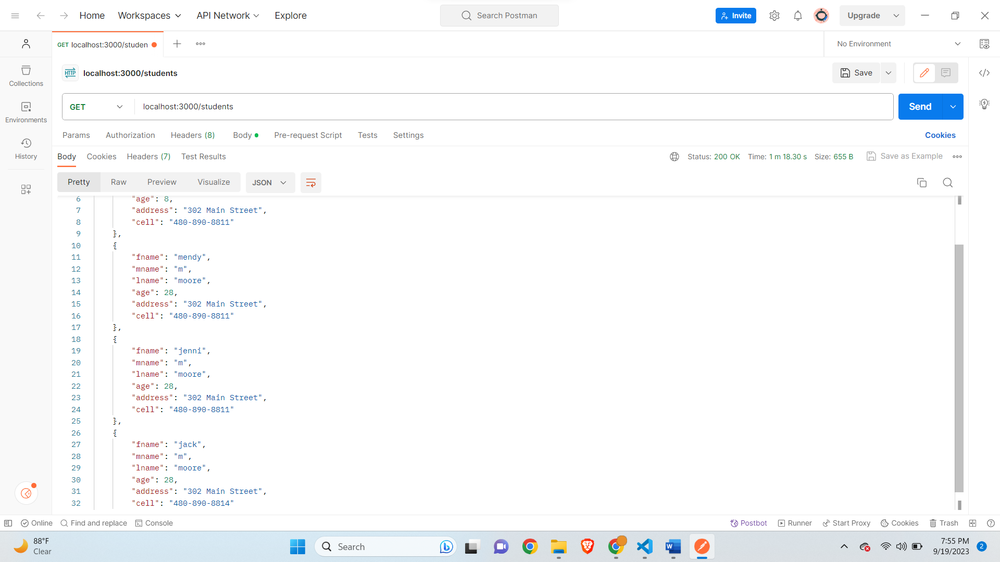 Home Workspaces API Network Explore Search Postman Invite Upgrade
GET localhost:3000/studen No Environment
HTTP localhost:3000/students Save
Collections
GET localhost:3000/students Send
Environments
Params Authorization Headers (8) Body Pre-request Script Tests Settings Cookies
History
Body Cookies Headers (7) Test Results Status: 200 OK Time: 1 m 18.30 s Size: 655 B Save as Example
Pretty Raw Preview Visualize JSON
6 "age": 8,
7 "address": "302 Main Street",
8 "cell": "480-890-8811"
9 },
10 {
11 "fname": "mendy",
12 "mname": "m",
13 "lname": "moore",
14 "age": 28,
15 "address": "302 Main Street",
16 "cell": "480-890-8811"
17 },
18 {
19 "fname": "jenni",
20 "mname": "m",
21 "lname": "moore",
22 "age": 28,
23 "address": "302 Main Street",
24 "cell": "480-890-8811"
25 },
26 {
27 "fname": "jack",
28 "mname": "m",
29 "lname": "moore",
30 "age": 28,
31 "address": "302 Main Street",
32 "cell": "480-890-8814"
Online Find and replace Console Postbot Runner Start Proxy Cookies Trash
88°F
Clear
Search
7:55 PM
9/19/2023
2